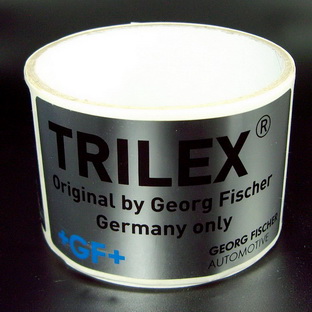 TRILEX®
Original by Georg Fischer
Germany only
+GF+
GEORG FISCHER
AUTOMOTIVE